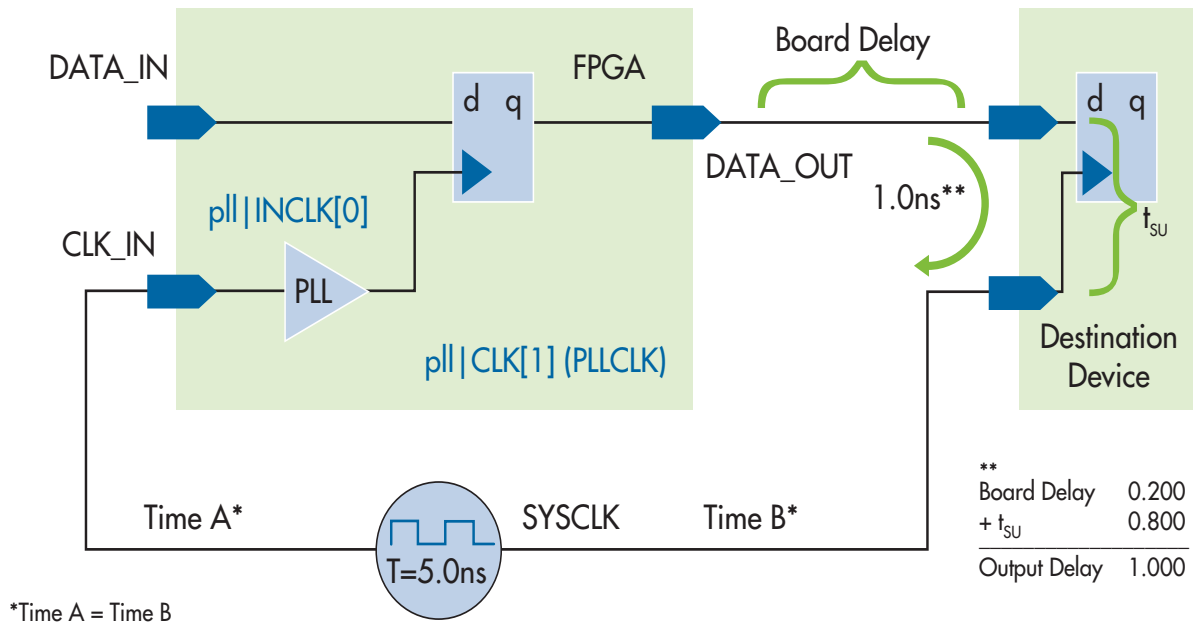 Board Delay
DATA_IN
FPGA
d q
d q
DATA_OUT
1.0ns**
t_SU
pll|INCLK[0]
CLK_IN
PLL
pll|CLK[1] (PLLCLK)
Destination
Device
Time A*
SYSCLK
Time B*
T=5.0ns
**
Board Delay 0.200
+ t_SU 0.800
Output Delay 1.000
*Time A = Time B